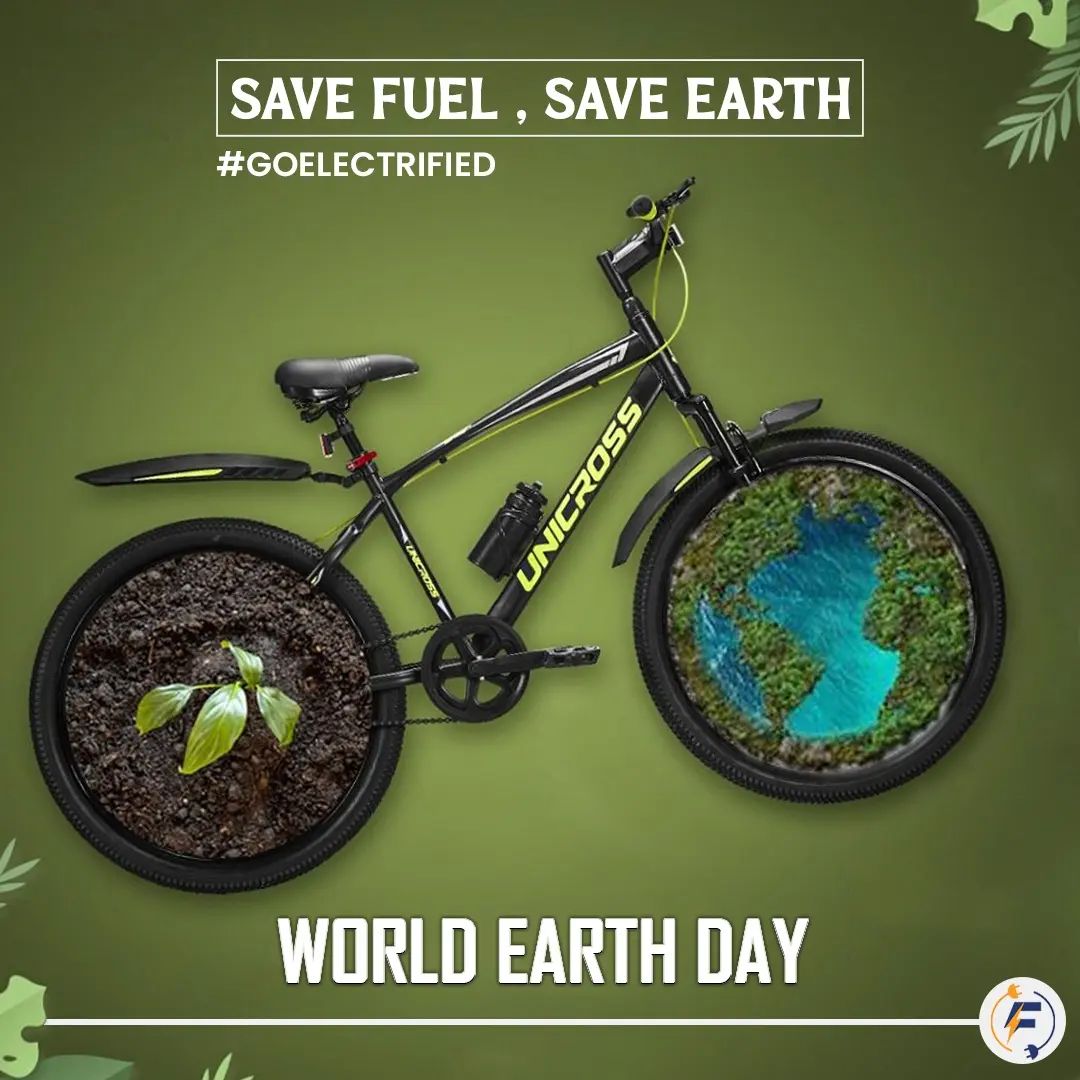 SAVE FUEL , SAVE EARTH
#GOELECTRIFIED
UNICROSS
UNICROSS
WORLD EARTH DAY
F